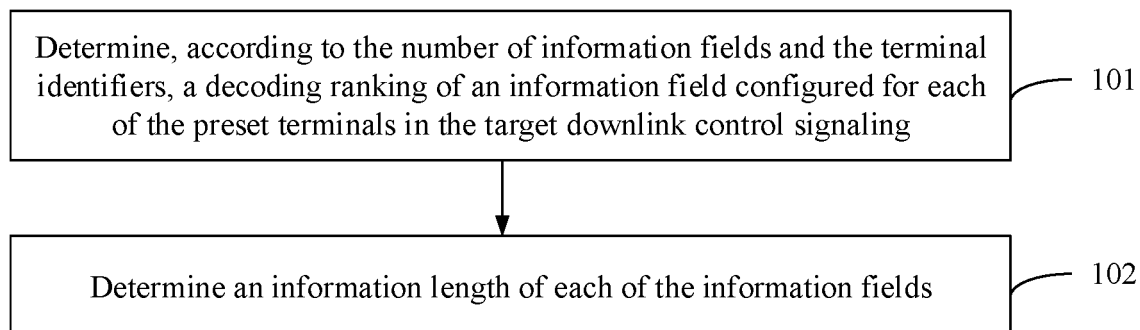 Determine, according to the number of information fields and the terminal
identifiers, a decoding ranking of an information field configured for each
of the preset terminals in the target downlink control signaling
101
Determine an information length of each of the information fields
102